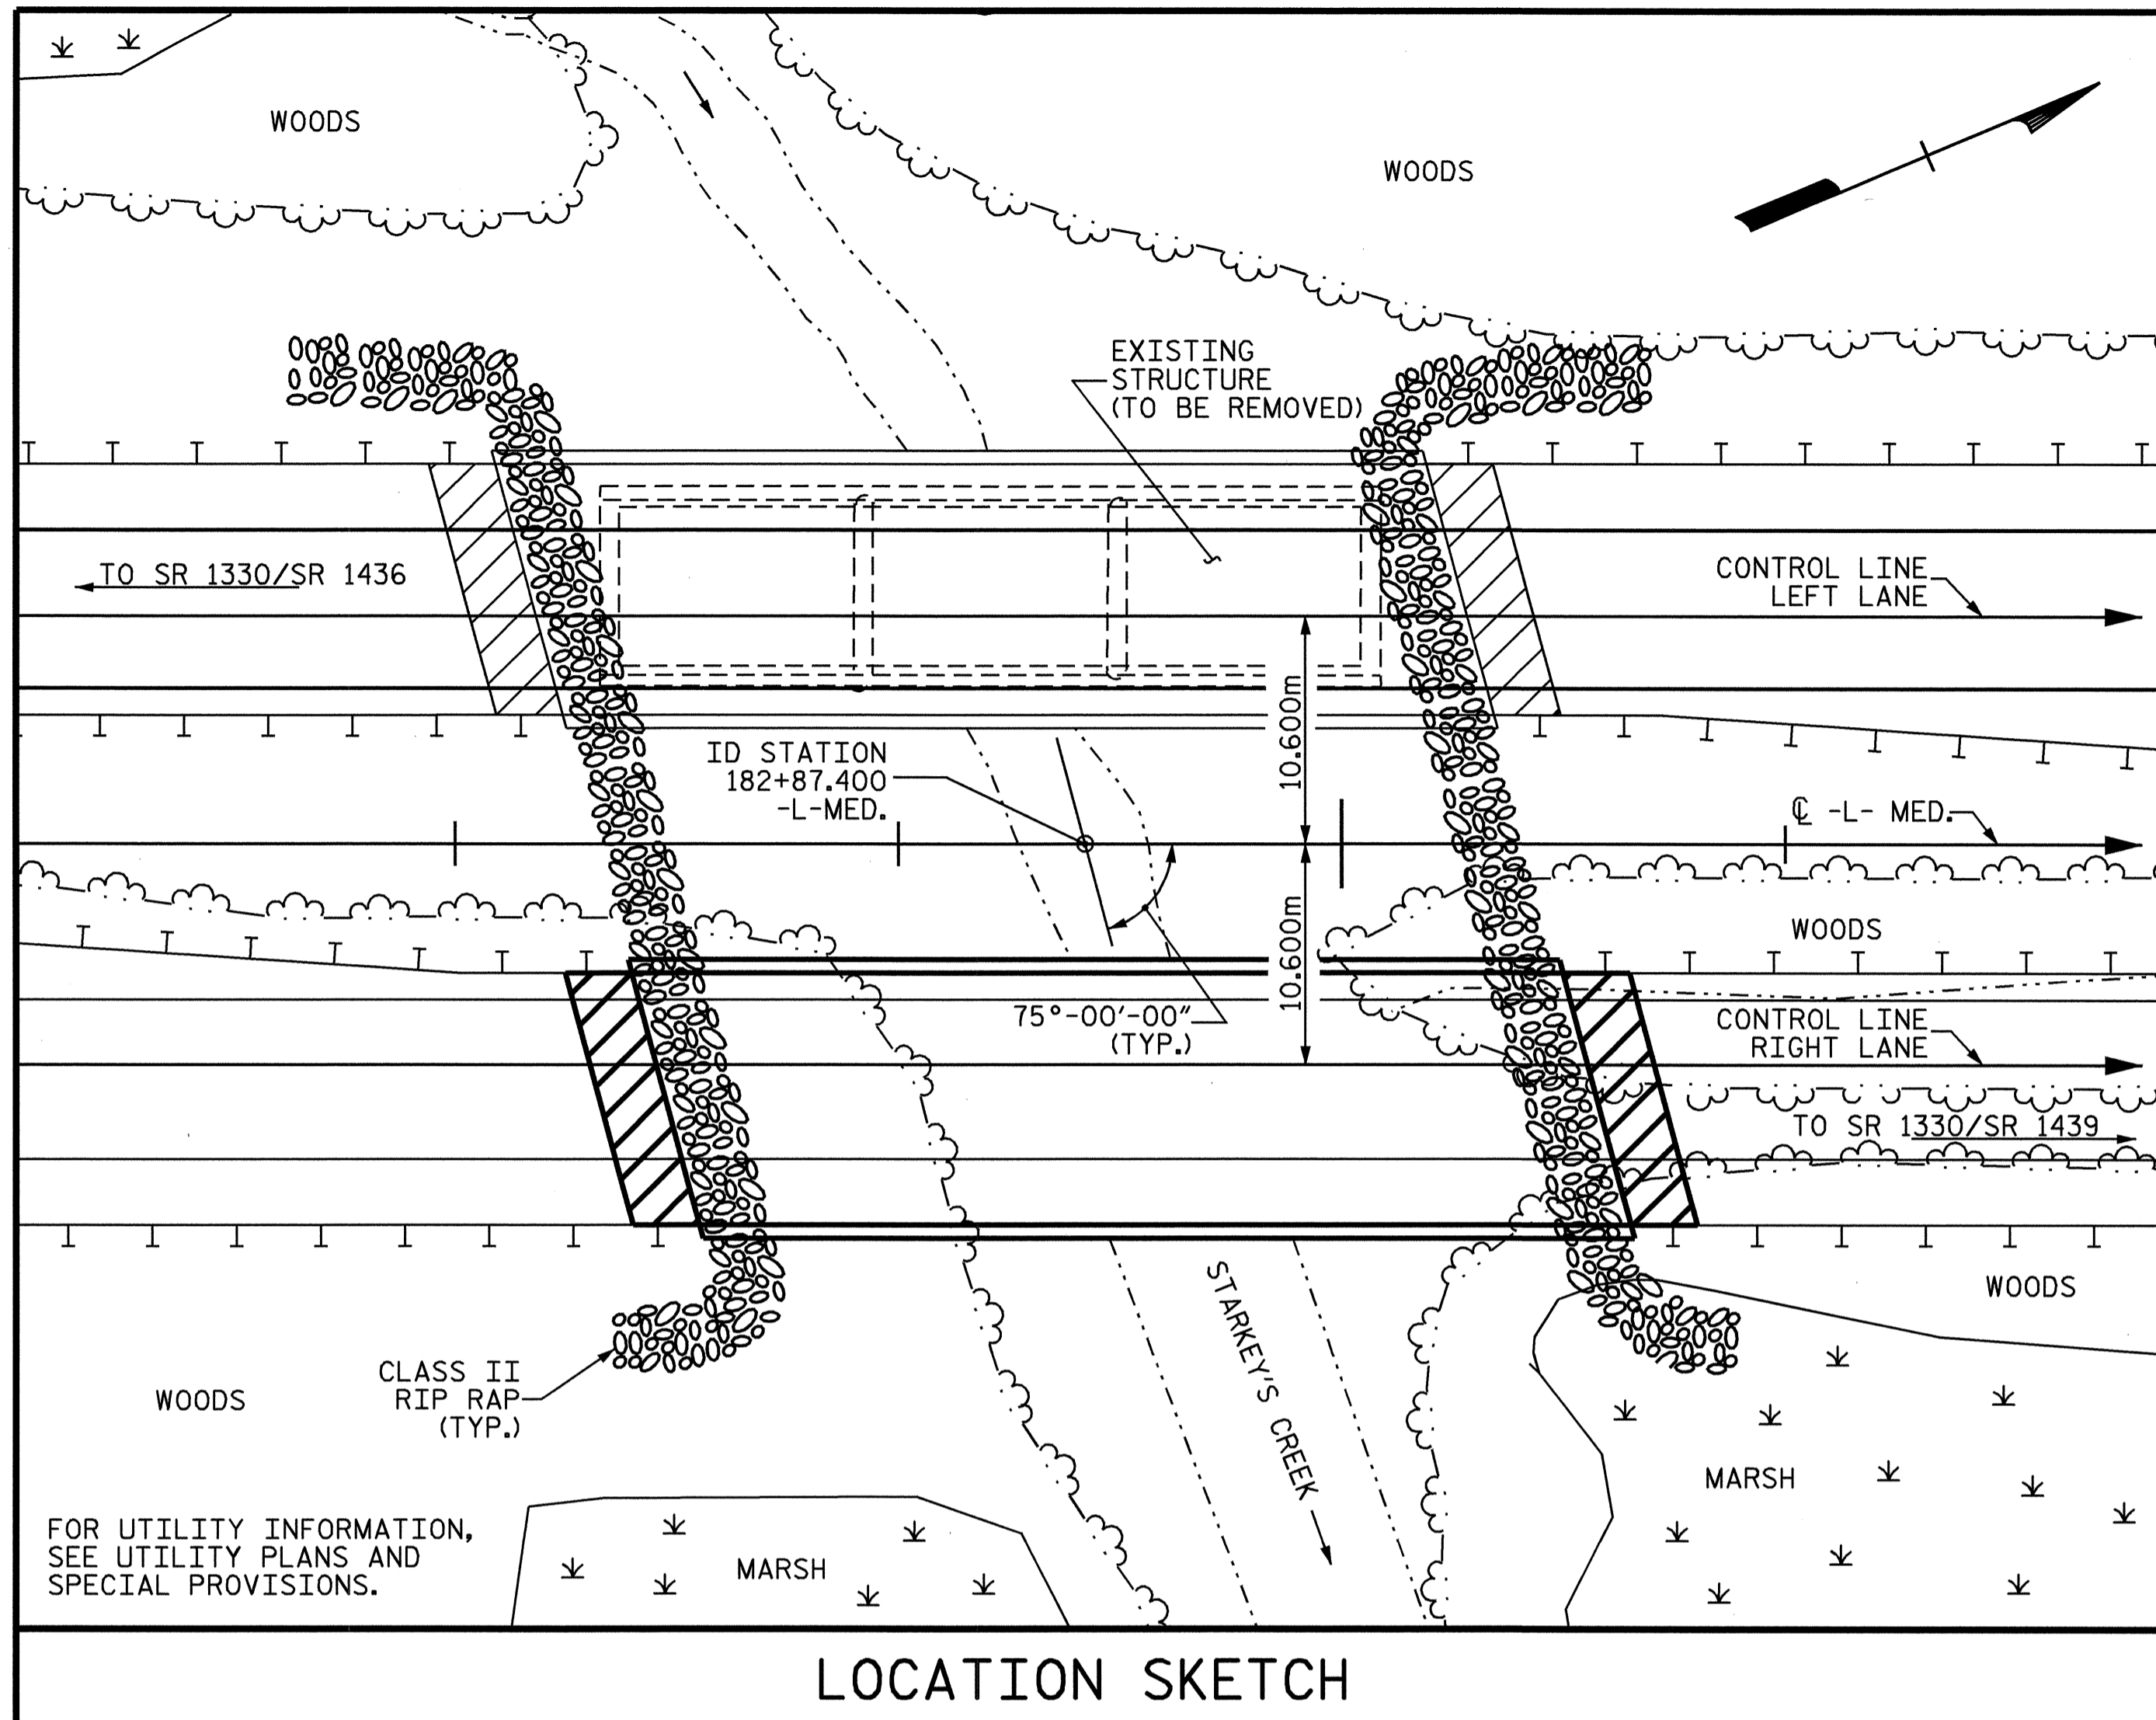 WOODS
WOODS
EXISTING
STRUCTURE
(TO BE REMOVED)
TO SR 1330/SR 1436
CONTROL LINE
LEFT LANE
10.600m
ID STATION
182+87.400
-L-MED.
℄ -L- MED.
WOODS
10.600m
75°-00'-00"
(TYP.)
CONTROL LINE
RIGHT LANE
TO SR 1330/SR 1439
WOODS
STARKEY'S CREEK
CLASS II
RIP RAP
(TYP.)
WOODS
MARSH
FOR UTILITY INFORMATION,
SEE UTILITY PLANS AND
SPECIAL PROVISIONS.
MARSH
LOCATION SKETCH